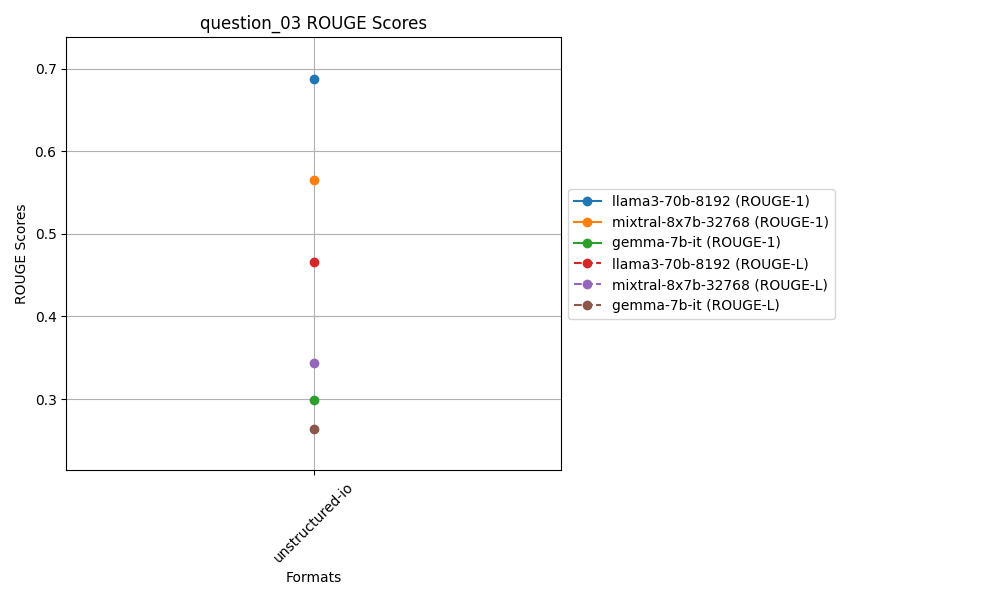 question_03 ROUGE Scores
ROUGE Scores
0.7
0.6
0.5
0.4
0.3
unstructured-io
Formats
llama3-70b-8192 (ROUGE-1)
mixtral-8x7b-32768 (ROUGE-1)
gemma-7b-it (ROUGE-1)
llama3-70b-8192 (ROUGE-L)
mixtral-8x7b-32768 (ROUGE-L)
gemma-7b-it (ROUGE-L)